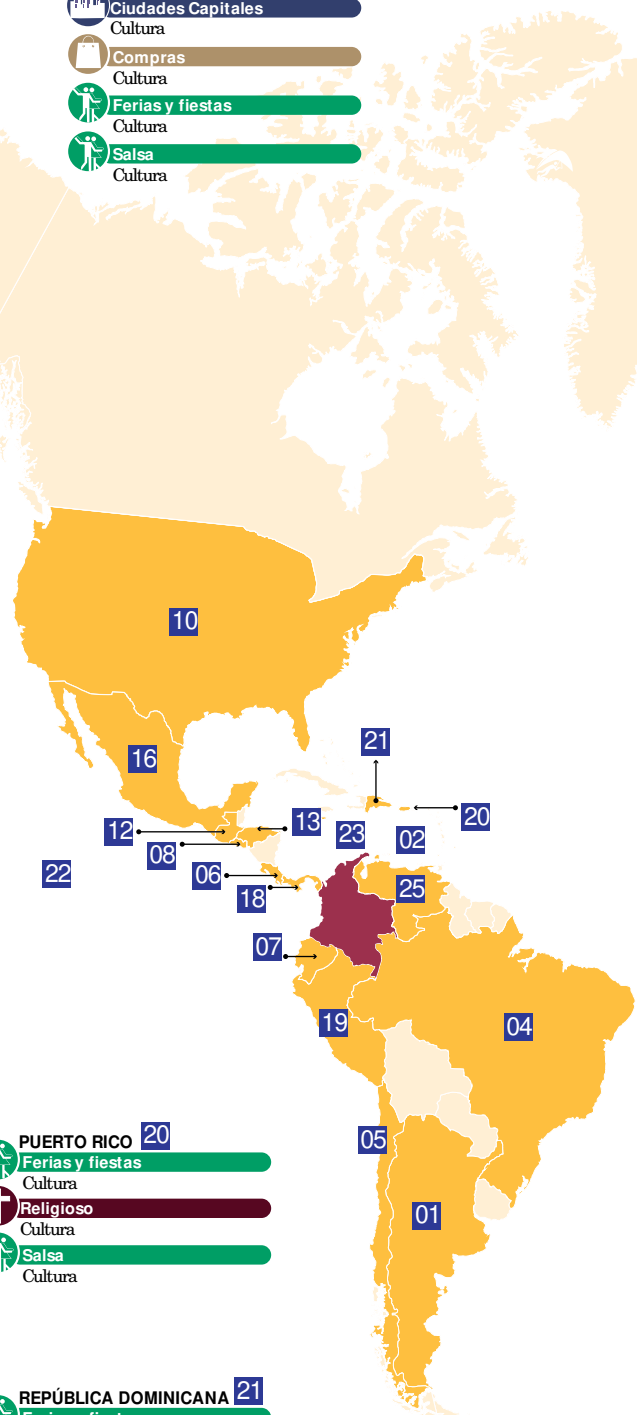 Ciudades Capitales
Cultura
Compras
Cultura
Ferias y fiestas
Cultura
Salsa
Cultura
10
21
16
20
13
12
23
02
08
22
06
25
18
07
19
04
05
01
PUERTO RICO 20
Ferias y fiestas
Cultura
Religioso
Cultura
Salsa
Cultura
REPÚBLICA DOMINICANA 21